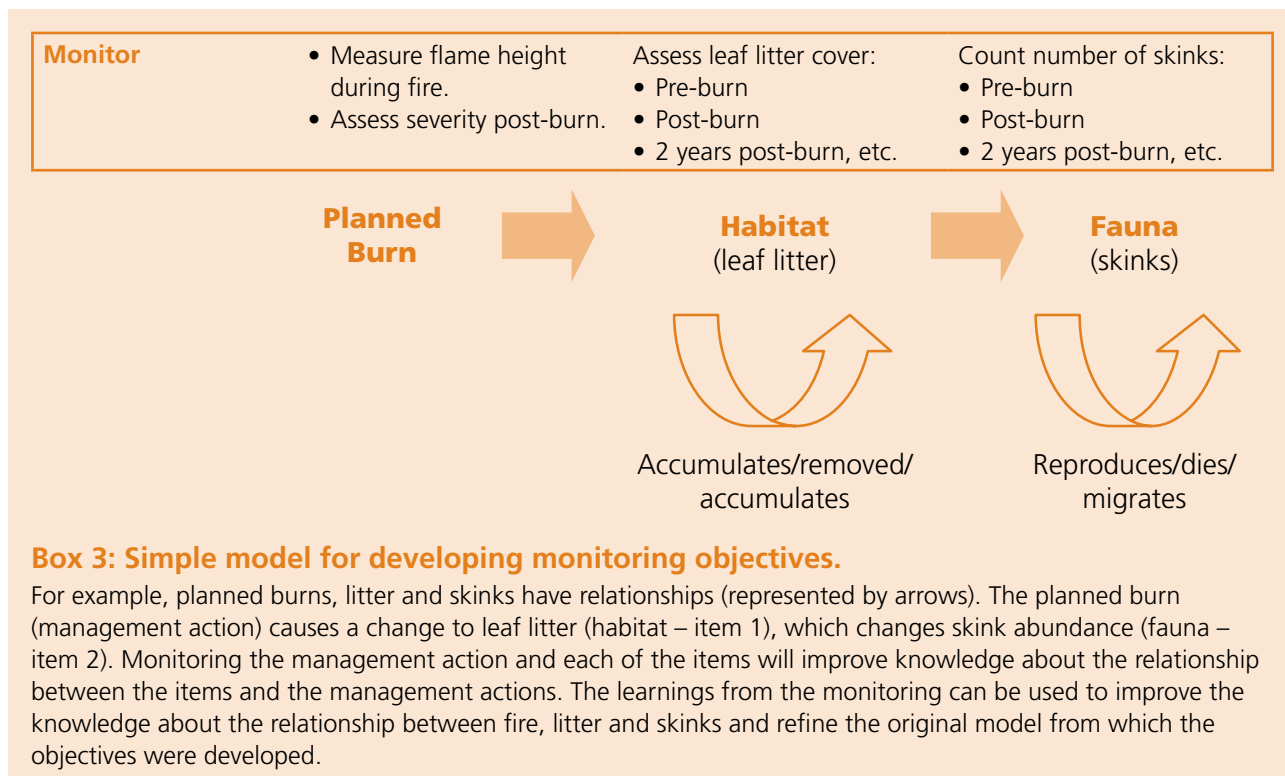 Monitor
• Measure flame height
during fire.
• Assess severity post-burn.
Assess leaf litter cover:
• Pre-burn
• Post-burn
• 2 years post-burn, etc.
Count number of skinks:
• Pre-burn
• Post-burn
• 2 years post-burn, etc.
Planned
Burn
Habitat
(leaf litter)
Fauna
(skinks)
Accumulates/removed/
accumulates
Reproduces/dies/
migrates
Box 3: Simple model for developing monitoring objectives.
For example, planned burns, litter and skinks have relationships (represented by arrows). The planned burn
(management action) causes a change to leaf litter (habitat – item 1), which changes skink abundance (fauna –
item 2). Monitoring the management action and each of the items will improve knowledge about the relationship
between the items and the management actions. The learnings from the monitoring can be used to improve the
knowledge about the relationship between fire, litter and skinks and refine the original model from which the
objectives were developed.